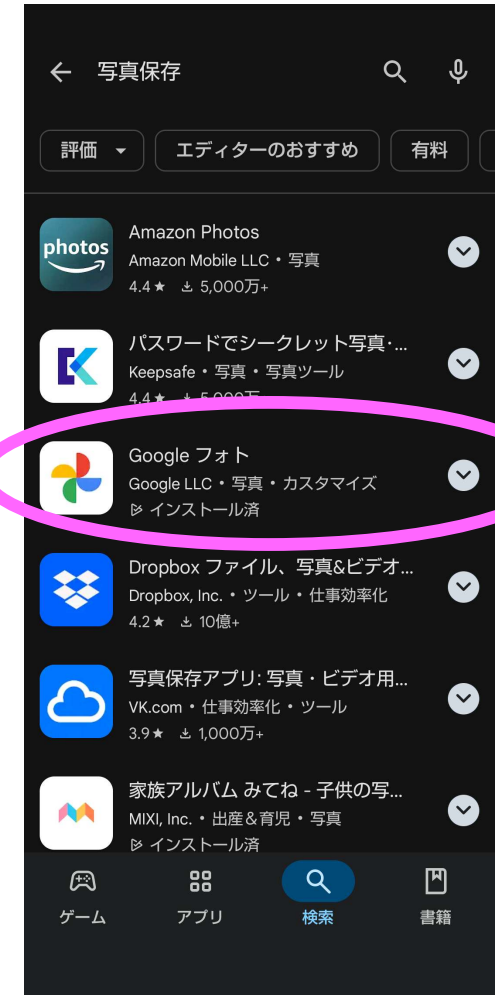 写真保存
評価
エディターのおすすめ
有料
photos
Amazon Photos
Amazon Mobile LLC・写真
4.4★ 5,000万+
パスワードでシークレット写真・...
Keepsafe・写真・写真ツール
4.4★ 5,000万
Google フォト
Google LLC・写真・カスタマイズ
インストール済
Dropbox ファイル、写真&ビデオ...
Dropbox, Inc.・ツール・仕事効率化
4.2★ 10億+
写真保存アプリ: 写真・ビデオ用...
VK.com・仕事効率化・ツール
3.9★ 1,000万+
家族アルバム みてね - 子供の写...
MIXI, Inc.・出産＆育児・写真
インストール済
ゲーム
アプリ
検索
書籍